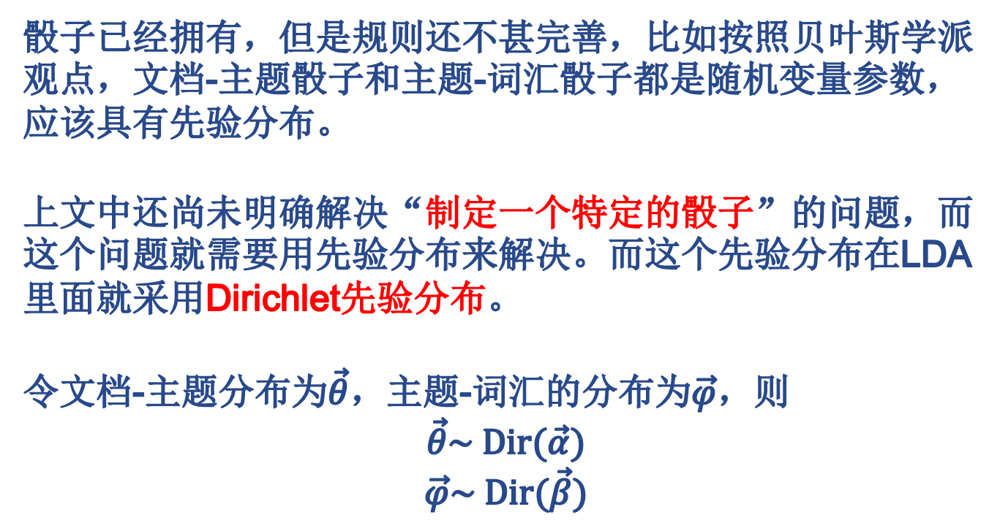 骰子已经拥有，但是规则还不甚完善，比如按照贝叶斯学派
观点，文档-主题骰子和主题-词汇骰子都是随机变量参数，
应该具有先验分布。
上文中还尚未明确解决“制定一个特定的骰子”的问题，而
这个问题就需要用先验分布来解决。而这个先验分布在LDA
里面就采用Dirichlet先验分布。
令文档-主题分布为$\vec{\theta}$，主题-词汇的分布为$\vec{\varphi}$，则
$\vec{\theta}$~ Dir($\vec{\alpha}$)
$\vec{\varphi}$~ Dir($\vec{\beta}$)